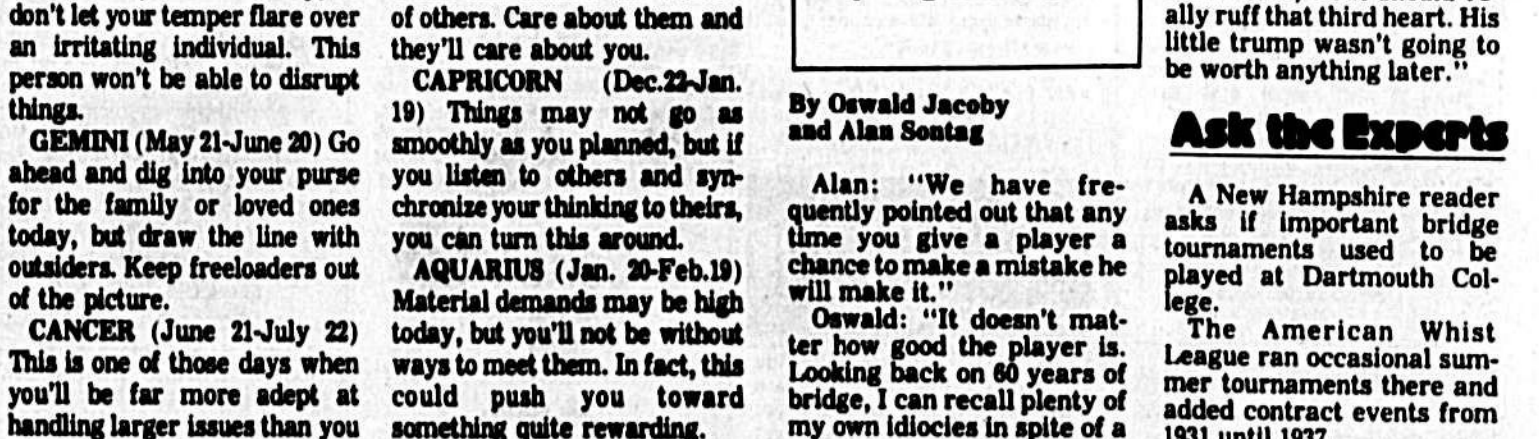 don't let your temper flare over
an irritating individual. This
person won't be able to disrupt
things.
GEMINI (May 21-June 20) Go
ahead and dig into your purse
for the family or loved ones
today, but draw the line with
outsiders. Keep freeloaders out
of the picture.
CANCER (June 21-July 22)
This is one of those days when
you'll be far more adept at
handling larger issues than you
of others. Care about them and
they'll care about you.
CAPRICORN (Dec.22-Jan.
19) Things may not go as
smoothly as you planned, but if
you listen to others and syn-
chronize your thinking to theirs,
you can turn this around.
AQUARIUS (Jan. 20-Feb.19)
Material demands may be high
today, but you'll not be without
ways to meet them. In fact, this
could push you toward
something quite rewarding.
By Oswald Jacoby
and Alan Sontag
Alan: "We have fre-
quently pointed out that any
time you give a player a
chance to make a mistake he
will make it."
Oswald: "It doesn't mat-
ter how good the player is.
Looking back on 60 years of
bridge, I can recall plenty of
my own idiocies in spite of a
ally ruff that third heart. His
little trump wasn't going to
be worth anything later."
Ask the Experts
A New Hampshire reader
asks if important bridge
tournaments used to be
played at Dartmouth Col-
lege.
The American Whist
League ran occasional sum-
mer tournaments there and
added contract events from
1931 until 1937